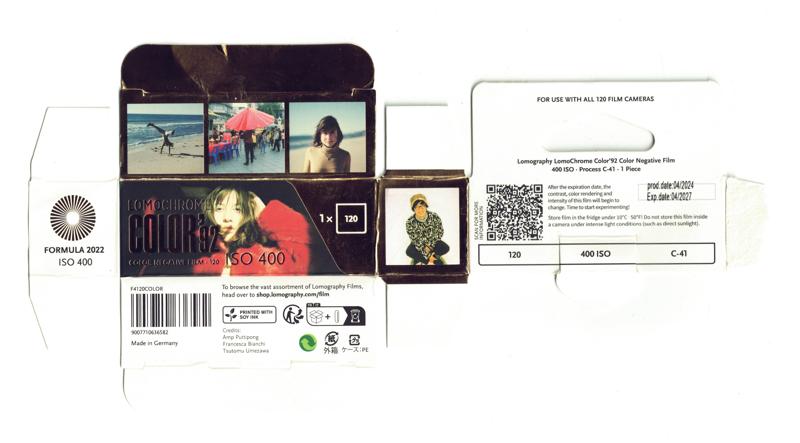 FORMULA 2022
ISO 400
LOMOCHROME
COLOR'92
COLOR NEGATIVE FILM · 120 ISO 400
1 x 120
F4120COLOR
9007710636582
Made in Germany
To browse the vast assortment of Lomography Films,
head over to shop.lomography.com/film
PRINTED WITH
SOY INK
Credits:
Amp Puttipong
Francesca Bianchi
Tsutomu Umezawa
紙
外箱
プラ
ケース:PE
FOR USE WITH ALL 120 FILM CAMERAS
Lomography LomoChrome Color'92 Color Negative Film
400 ISO · Process C-41 · 1 Piece
SCAN FOR MORE
INFORMATION
After the expiration date, the
contrast, color rendering and
intensity of this film will begin to
change. Time to start experimenting!
prod.date:04/2024
Exp.date:04/2027
Store film in the fridge under 10°C 50°F! Do not store this film inside
a camera under intense light conditions (such as direct sunlight).
120
400 ISO
C-41